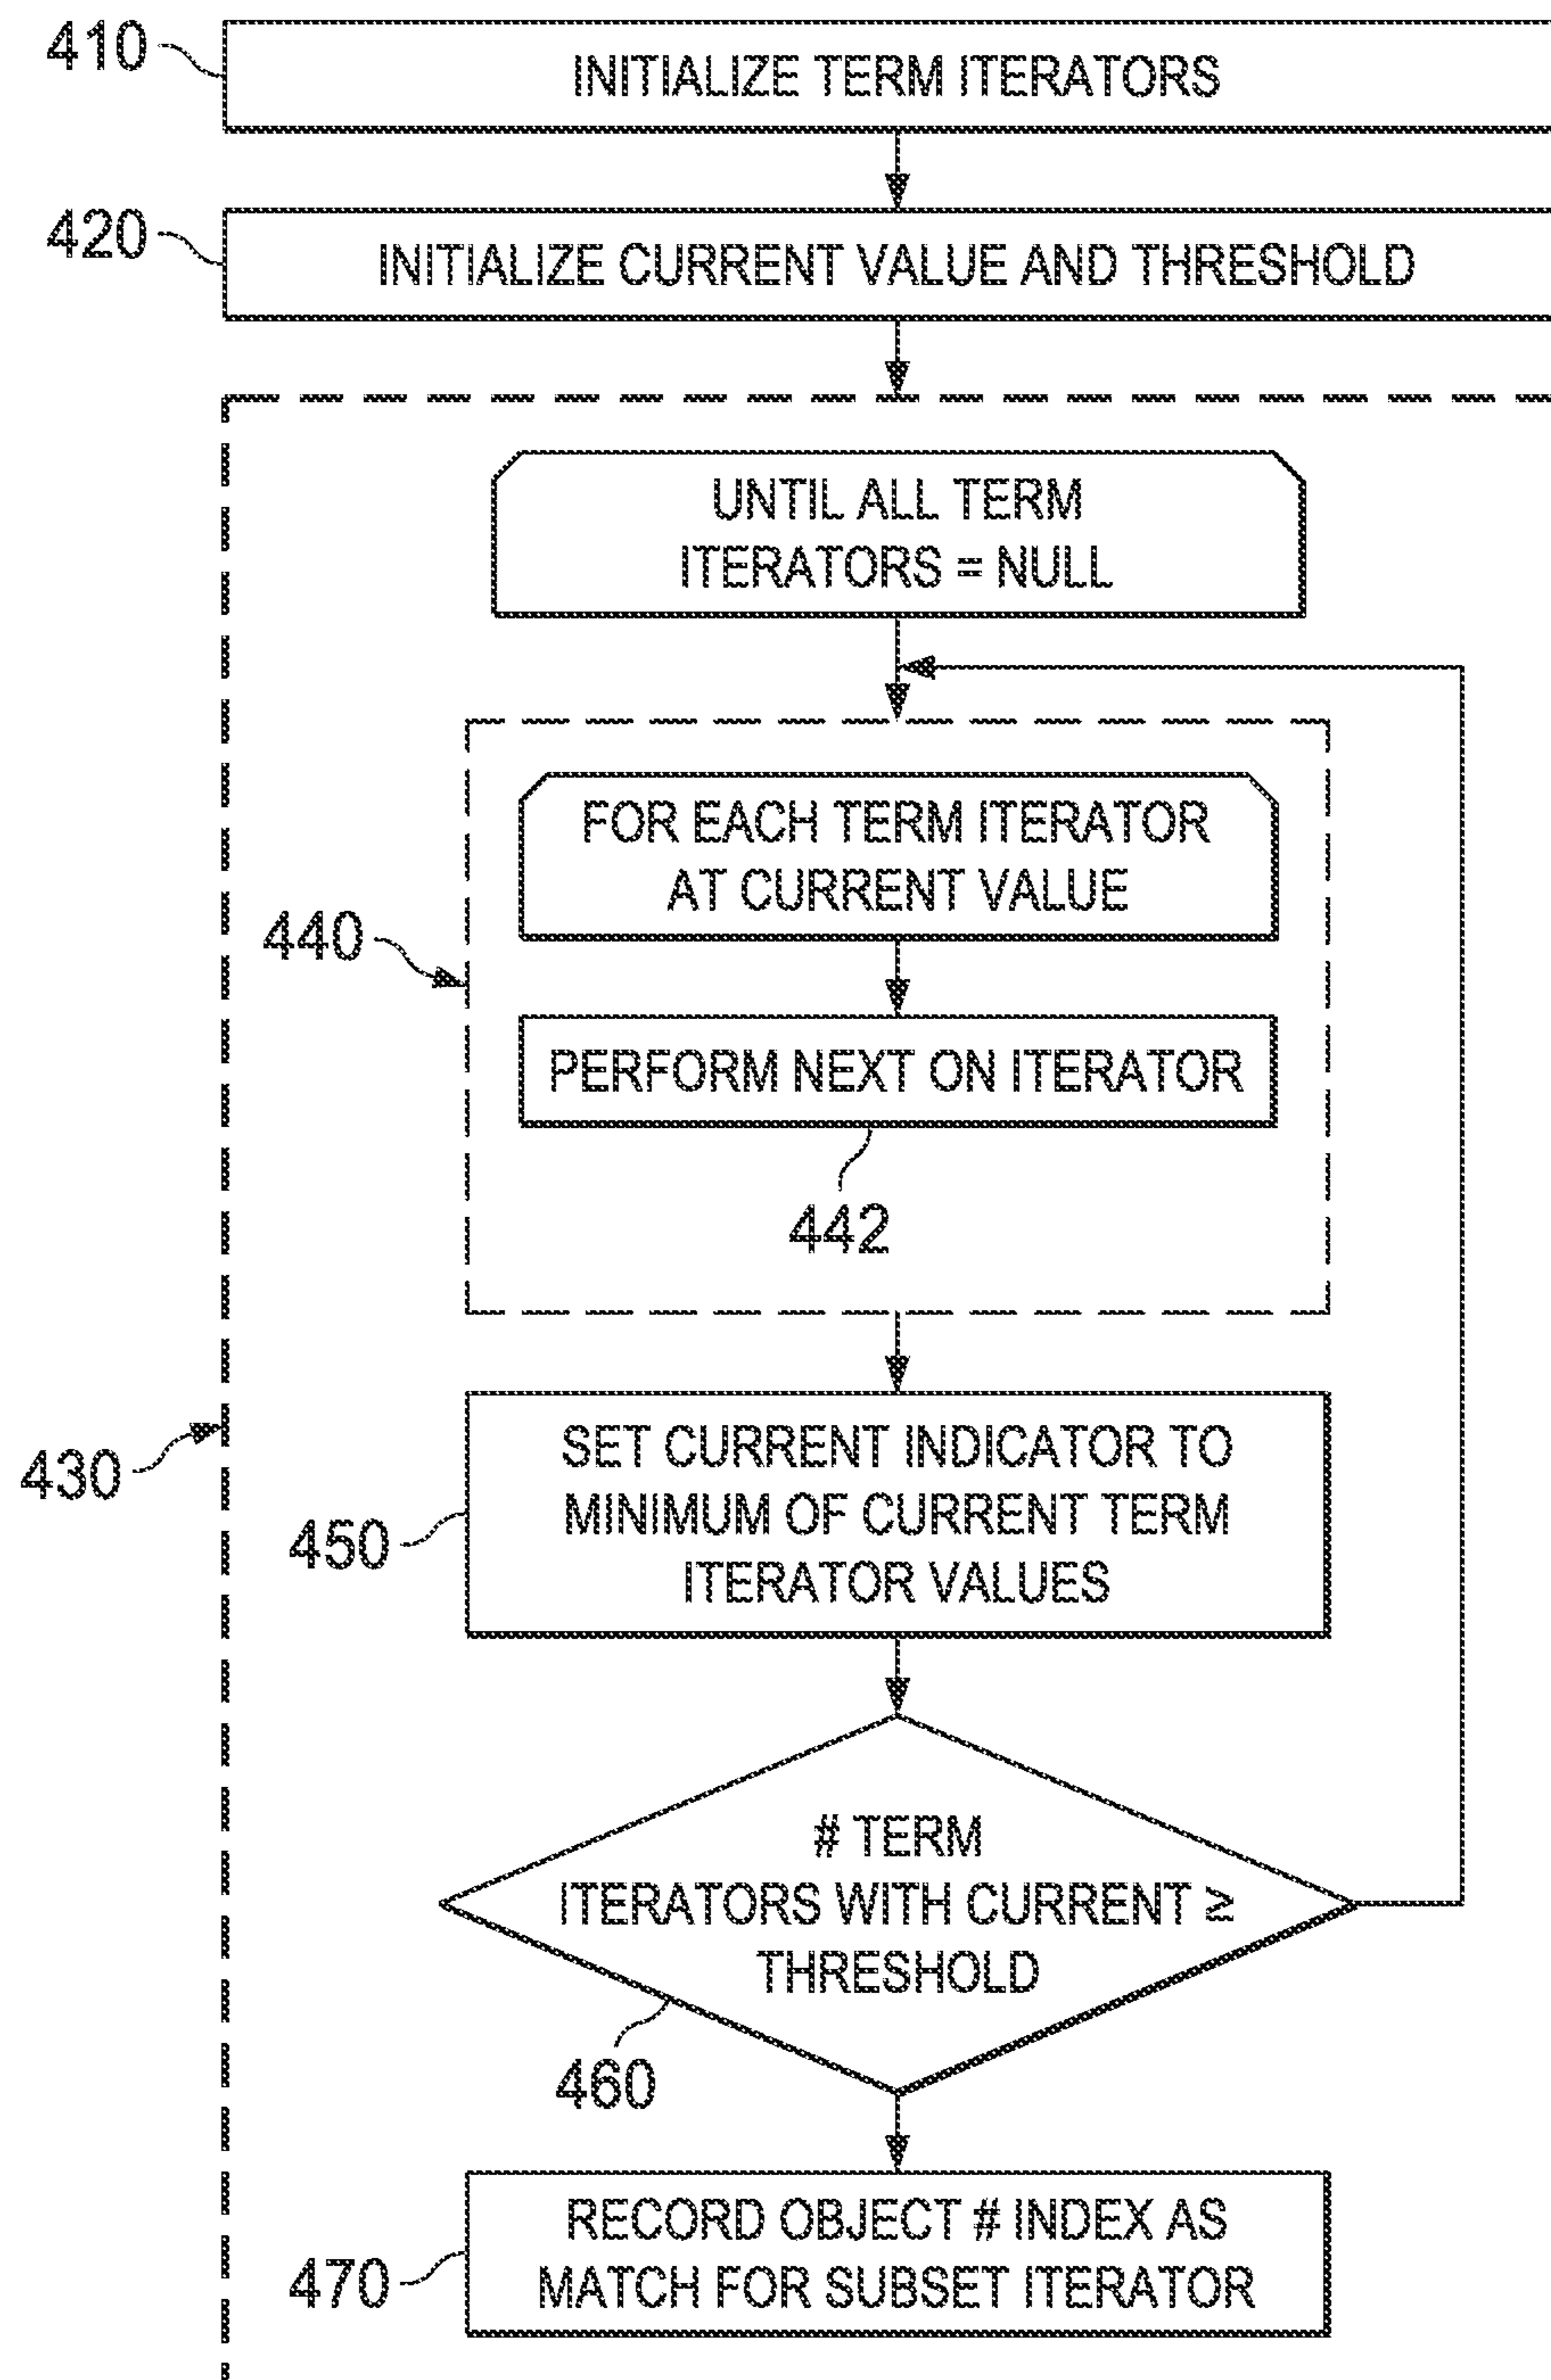 410
INITIALIZE TERM ITERATORS
420
INITIALIZE CURRENT VALUE AND THRESHOLD
UNTIL ALL TERM
ITERATORS = NULL
FOR EACH TERM ITERATOR
AT CURRENT VALUE
440
PERFORM NEXT ON ITERATOR
442
430
SET CURRENT INDICATOR TO
MINIMUM OF CURRENT TERM
ITERATOR VALUES
450
# TERM
ITERATORS WITH CURRENT ≥
THRESHOLD
460
RECORD OBJECT # INDEX AS
MATCH FOR SUBSET ITERATOR
470